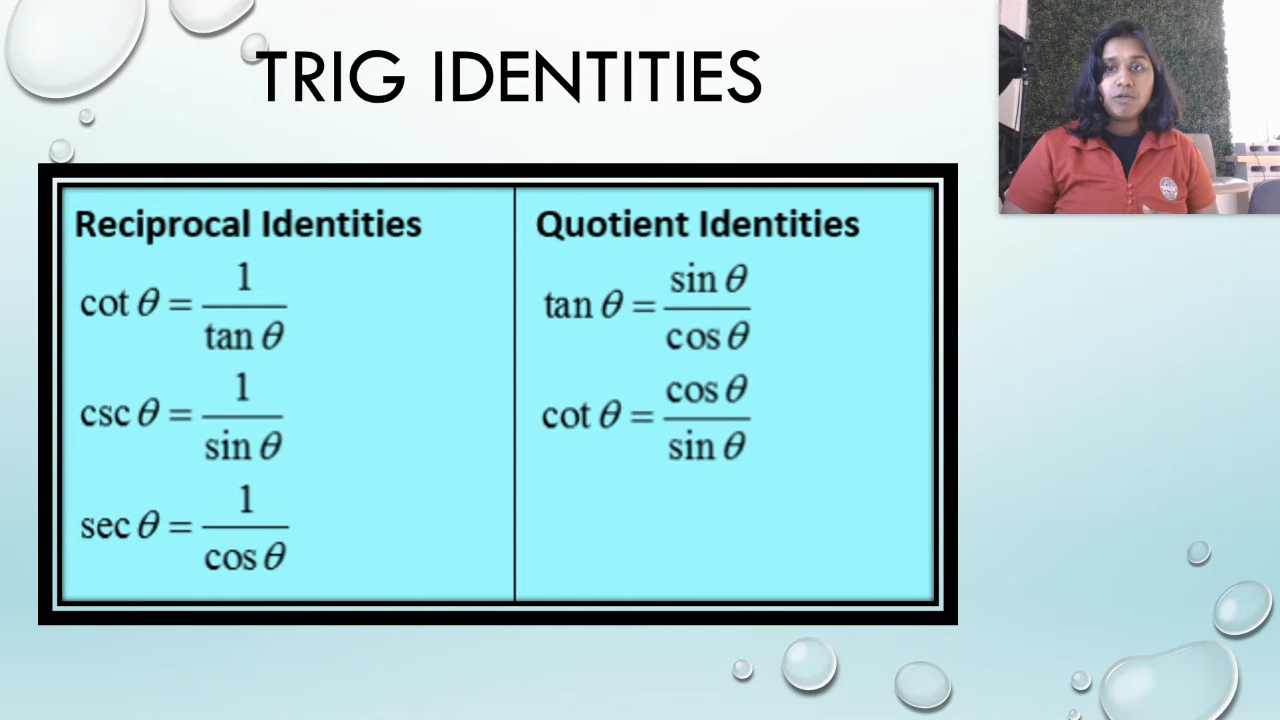 TRIG IDENTITIES
Reciprocal Identities
cot θ = 1/tan θ
csc θ = 1/sin θ
sec θ = 1/cos θ
Quotient Identities
tan θ = sin θ/cos θ
cot θ = cos θ/sin θ